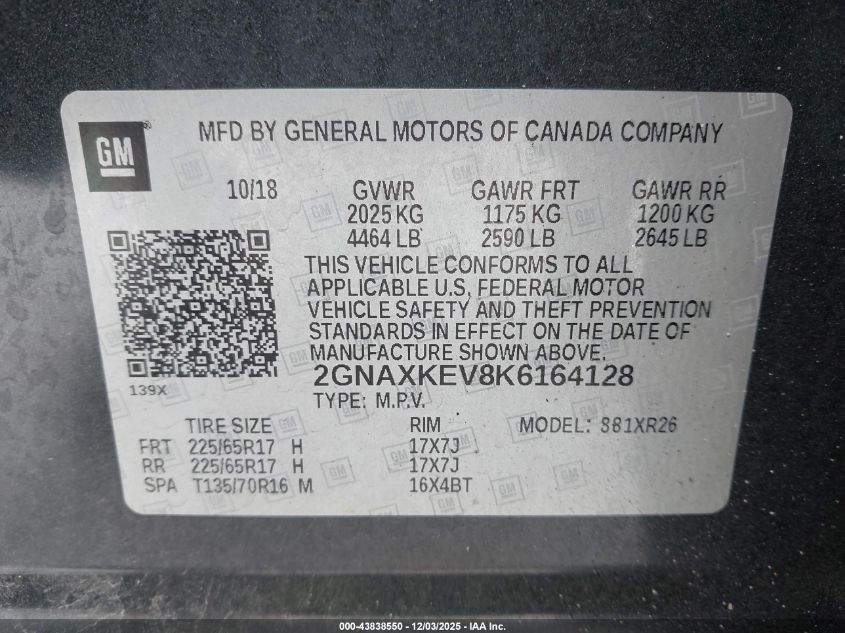 GM
MFD BY GENERAL MOTORS OF CANADA COMPANY
10/18 GVWR GAWR FRT GAWR RR
2025 KG 1175 KG 1200 KG
4464 LB 2590 LB 2645 LB
THIS VEHICLE CONFORMS TO ALL
APPLICABLE U.S. FEDERAL MOTOR
VEHICLE SAFETY AND THEFT PREVENTION
STANDARDS IN EFFECT ON THE DATE OF
MANUFACTURE SHOWN ABOVE.
2GNAXKEV8K6164128
139X
TYPE: M.P.V.
TIRE SIZE RIM MODEL: S81XR26
FRT 225/65R17 H 17X7J
RR 225/65R17 H 17X7J
SPA T135/70R16 M 16X4BT
000-43838550 - 12/03/2025 - IAA Inc.